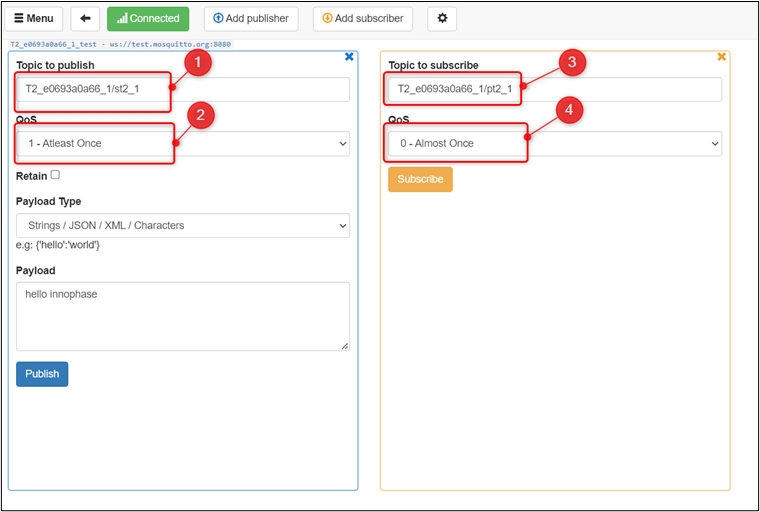 Menu
Connected
Add publisher
Add subscriber
T2_e0693a0a66_1_test - ws://test.mosquitto.org:8080
Topic to publish
1
T2_e0693a0a66_1/st2_1
QoS
2
1 - Atleast Once
Retain
Payload Type
Strings / JSON / XML / Characters
e.g: {'hello':'world'}
Payload
hello innophase
Publish
Topic to subscribe
3
T2_e0693a0a66_1/pt2_1
QoS
4
0 - Almost Once
Subscribe